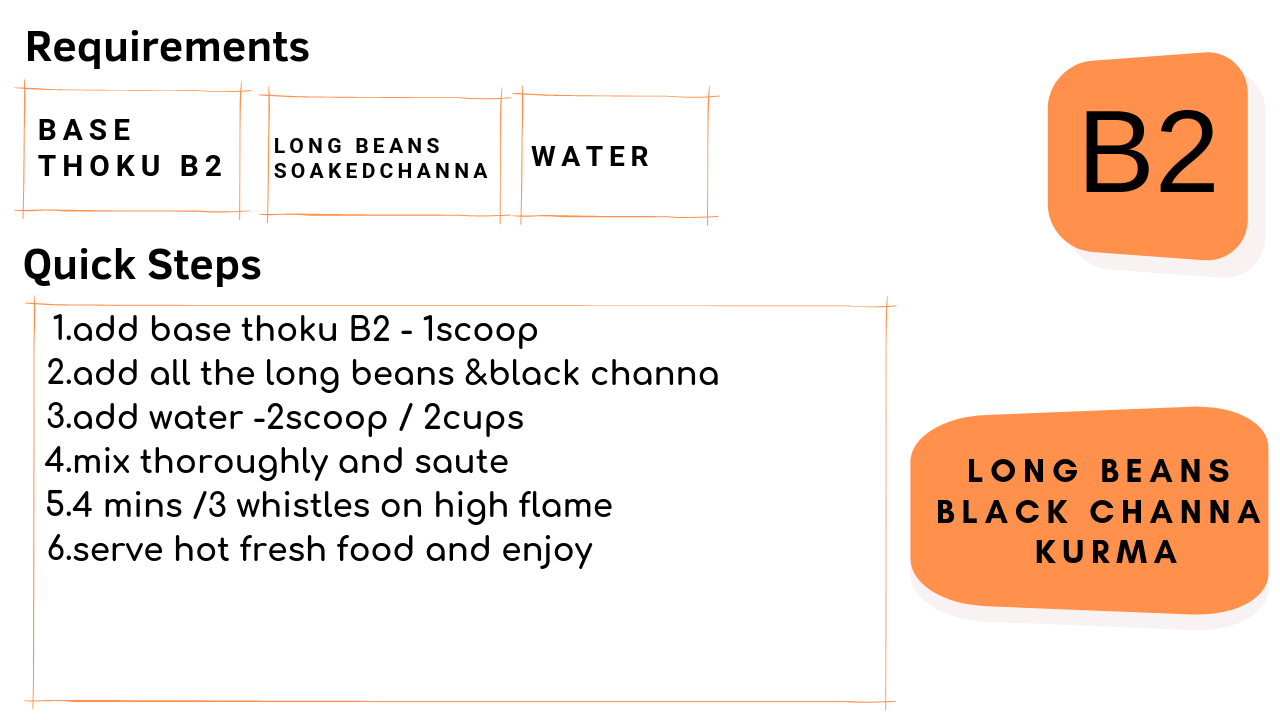 Requirements
BASE
THOKU B2
LONG BEANS
SOAKEDCHANNA
WATER
B2
Quick Steps
1.add base thoku B2 - 1scoop
2.add all the long beans &black channa
3.add water -2scoop / 2cups
4.mix thoroughly and saute
5.4 mins /3 whistles on high flame
6.serve hot fresh food and enjoy
LONG BEANS
BLACK CHANNA
KURMA